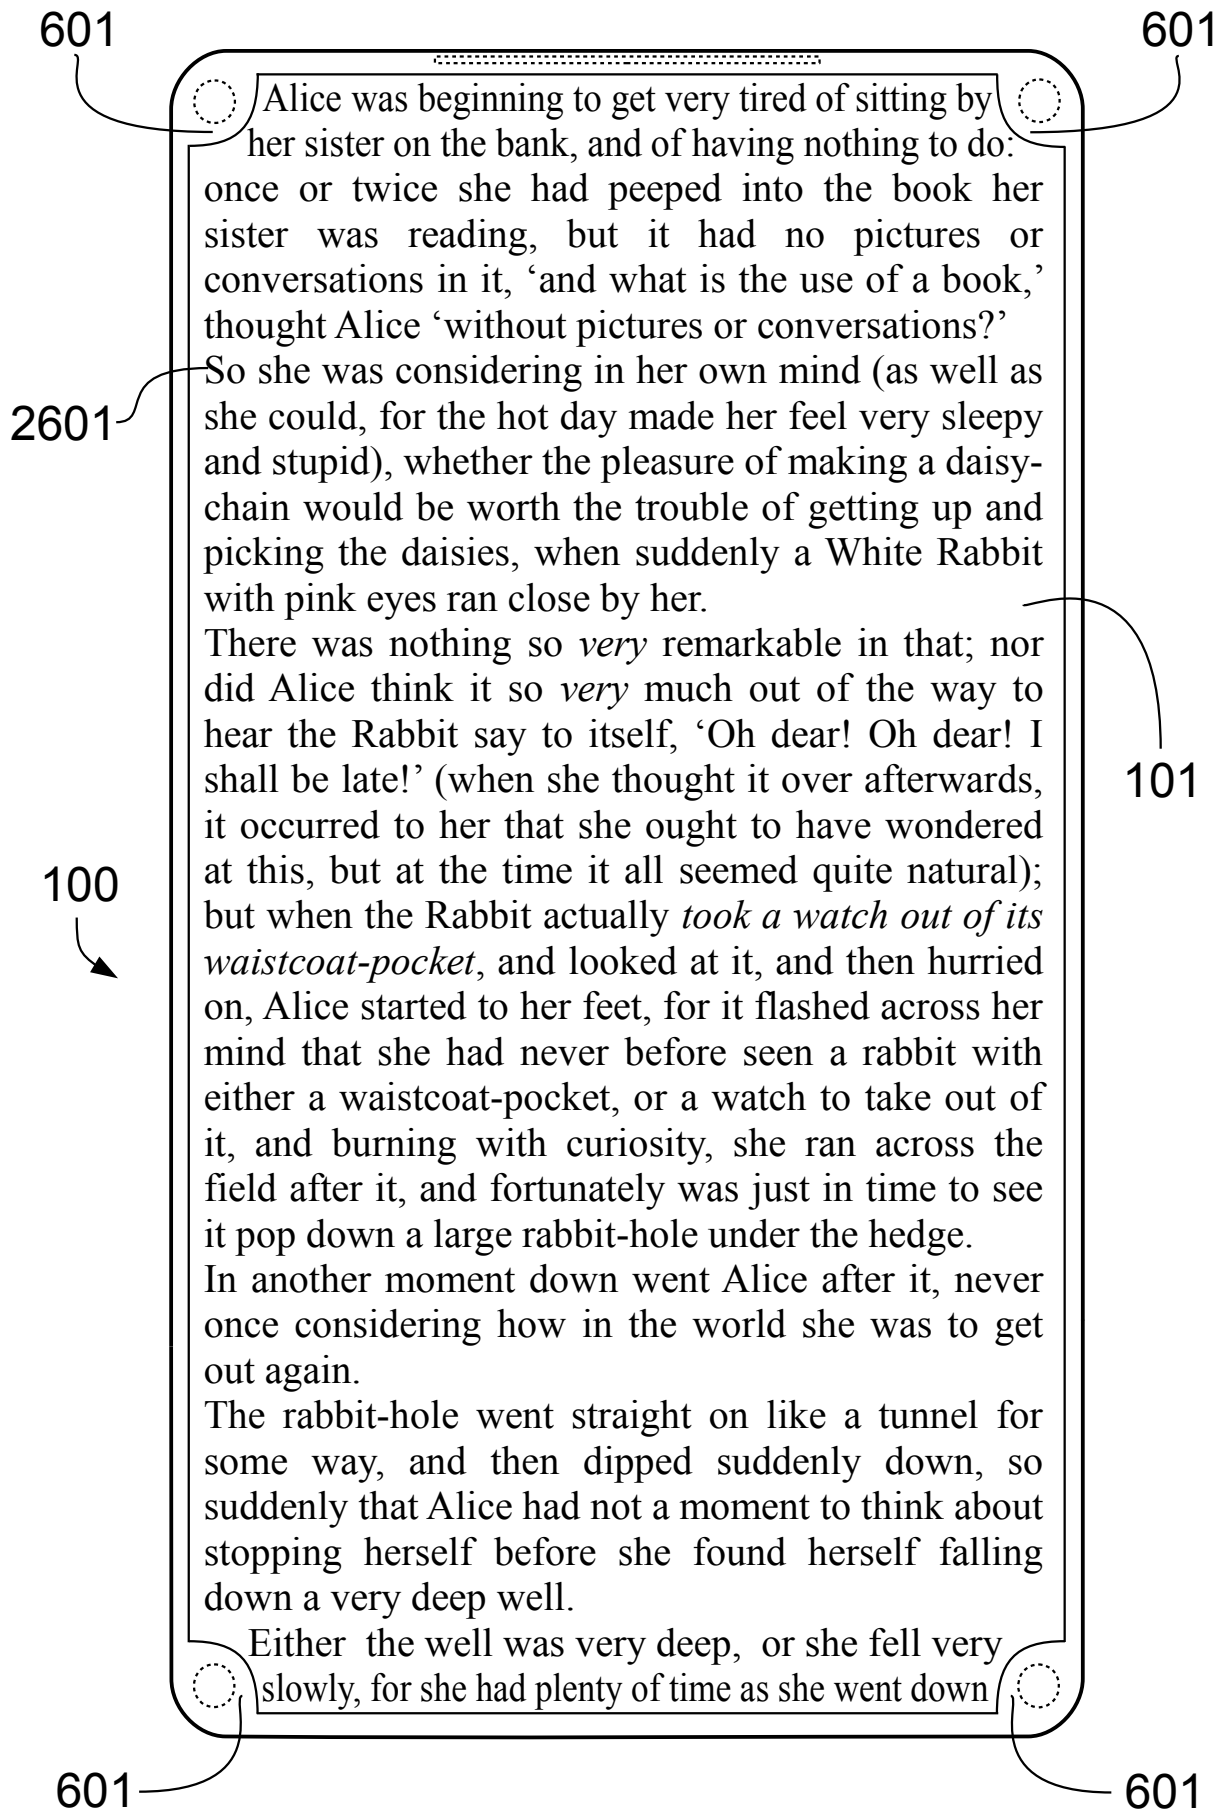 601
601
Alice was beginning to get very tired of sitting by
her sister on the bank, and of having nothing to do:
once or twice she had peeped into the book her
sister was reading, but it had no pictures or
conversations in it, ‘and what is the use of a book,’
thought Alice ‘without pictures or conversations?’
So she was considering in her own mind (as well as
2601
she could, for the hot day made her feel very sleepy
and stupid), whether the pleasure of making a daisy-
chain would be worth the trouble of getting up and
picking the daisies, when suddenly a White Rabbit
with pink eyes ran close by her.
There was nothing so very remarkable in that; nor
did Alice think it so very much out of the way to
hear the Rabbit say to itself, ‘Oh dear! Oh dear! I
shall be late!’ (when she thought it over afterwards,
101
it occurred to her that she ought to have wondered
at this, but at the time it all seemed quite natural);
100
but when the Rabbit actually took a watch out of its
waistcoat-pocket, and looked at it, and then hurried
on, Alice started to her feet, for it flashed across her
mind that she had never before seen a rabbit with
either a waistcoat-pocket, or a watch to take out of
it, and burning with curiosity, she ran across the
field after it, and fortunately was just in time to see
it pop down a large rabbit-hole under the hedge.
In another moment down went Alice after it, never
once considering how in the world she was to get
out again.
The rabbit-hole went straight on like a tunnel for
some way, and then dipped suddenly down, so
suddenly that Alice had not a moment to think about
stopping herself before she found herself falling
down a very deep well.
Either the well was very deep, or she fell very
slowly, for she had plenty of time as she went down
601
601